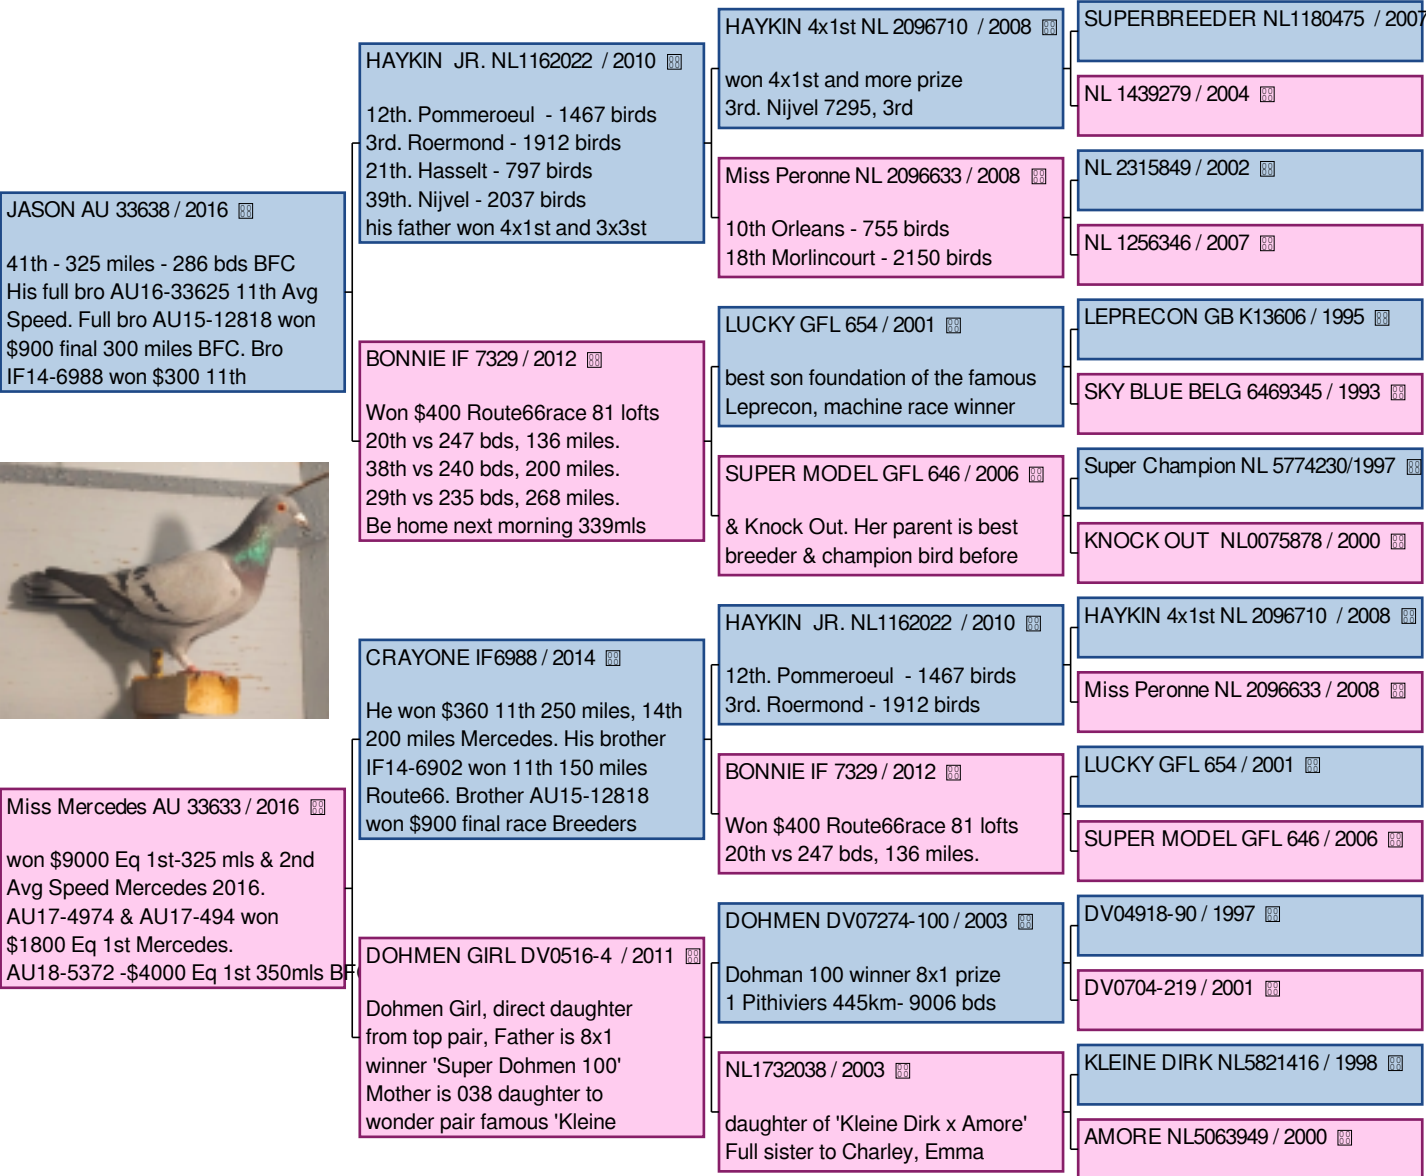 JASON AU 33638 / 2016
41th - 325 miles - 286 bds BFC
His full bro AU16-33625 11th Avg
Speed. Full bro AU15-12818 won
$900 final 300 miles BFC. Bro
IF14-6988 won $300 11th
Miss Mercedes AU 33633 / 2016
won $9000 Eq 1st-325 mls & 2nd
Avg Speed Mercedes 2016.
AU17-4974 & AU17-494 won
$1800 Eq 1st Mercedes.
AU18-5372 -$4000 Eq 1st 350mls BF
HAYKIN JR. NL1162022 / 2010
12th. Pommeroeul - 1467 birds
3rd. Roermond - 1912 birds
21th. Hasselt - 797 birds
39th. Nijvel - 2037 birds
his father won 4x1st and 3x3st
BONNIE IF 7329 / 2012
Won $400 Route66race 81 lofts
20th vs 247 bds, 136 miles.
38th vs 240 bds, 200 miles.
29th vs 235 bds, 268 miles.
Be home next morning 339mls
CRAYONE IF6988 / 2014
He won $360 11th 250 miles, 14th
200 miles Mercedes. His brother
IF14-6902 won 11th 150 miles
Route66. Brother AU15-12818
won $900 final race Breeders
DOHMEN GIRL DV0516-4 / 2011
Dohmen Girl, direct daughter
from top pair, Father is 8x1
winner 'Super Dohmen 100'
Mother is 038 daughter to
wonder pair famous 'Kleine
HAYKIN 4x1st NL 2096710 / 2008
won 4x1st and more prize
3rd. Nijvel 7295, 3rd
Miss Peronne NL 2096633 / 2008
10th Orleans - 755 birds
18th Morlincourt - 2150 birds
LUCKY GFL 654 / 2001
best son foundation of the famous
Leprecon, machine race winner
SUPER MODEL GFL 646 / 2006
& Knock Out. Her parent is best
breeder & champion bird before
HAYKIN JR. NL1162022 / 2010
12th. Pommeroeul - 1467 birds
3rd. Roermond - 1912 birds
BONNIE IF 7329 / 2012
Won $400 Route66race 81 lofts
20th vs 247 bds, 136 miles.
DOHMEN DV07274-100 / 2003
Dohman 100 winner 8x1 prize
1 Pithiviers 445km- 9006 bds
NL1732038 / 2003
daughter of 'Kleine Dirk x Amore'
Full sister to Charley, Emma
SUPERBREEDER NL1180475 / 2007
NL 1439279 / 2004
NL 2315849 / 2002
NL 1256346 / 2007
LEPRECON GB K13606 / 1995
SKY BLUE BELG 6469345 / 1993
Super Champion NL 5774230/1997
KNOCK OUT NL0075878 / 2000
HAYKIN 4x1st NL 2096710 / 2008
Miss Peronne NL 2096633 / 2008
LUCKY GFL 654 / 2001
SUPER MODEL GFL 646 / 2006
DV04918-90 / 1997
DV0704-219 / 2001
KLEINE DIRK NL5821416 / 1998
AMORE NL5063949 / 2000